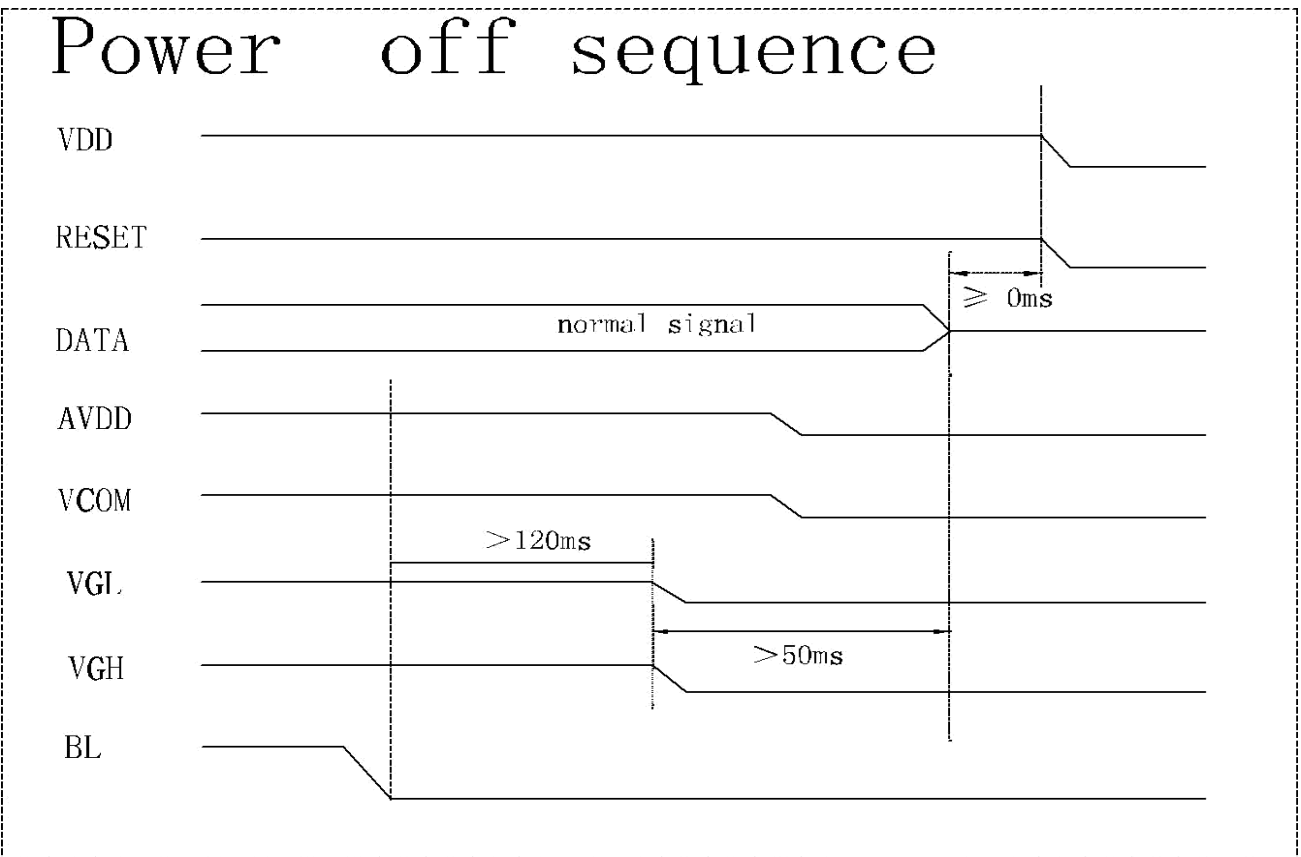 Power off sequence
VDD
RESET
≥ 0ms
normal signal
DATA
AVDD
VCOM
>120ms
VGL
>50ms
VGH
BL